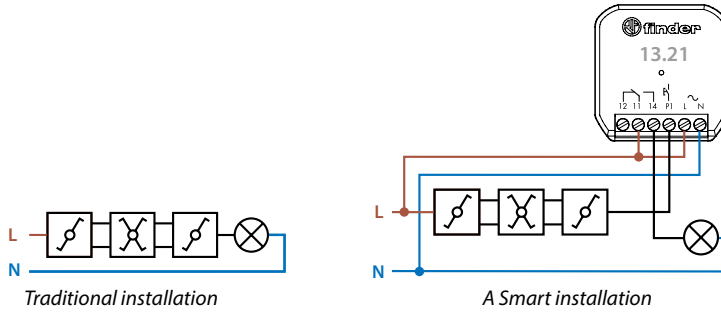 finder
13.21
12 11 14 P1 L N
L
N
Traditional installation
L
N
A Smart installation